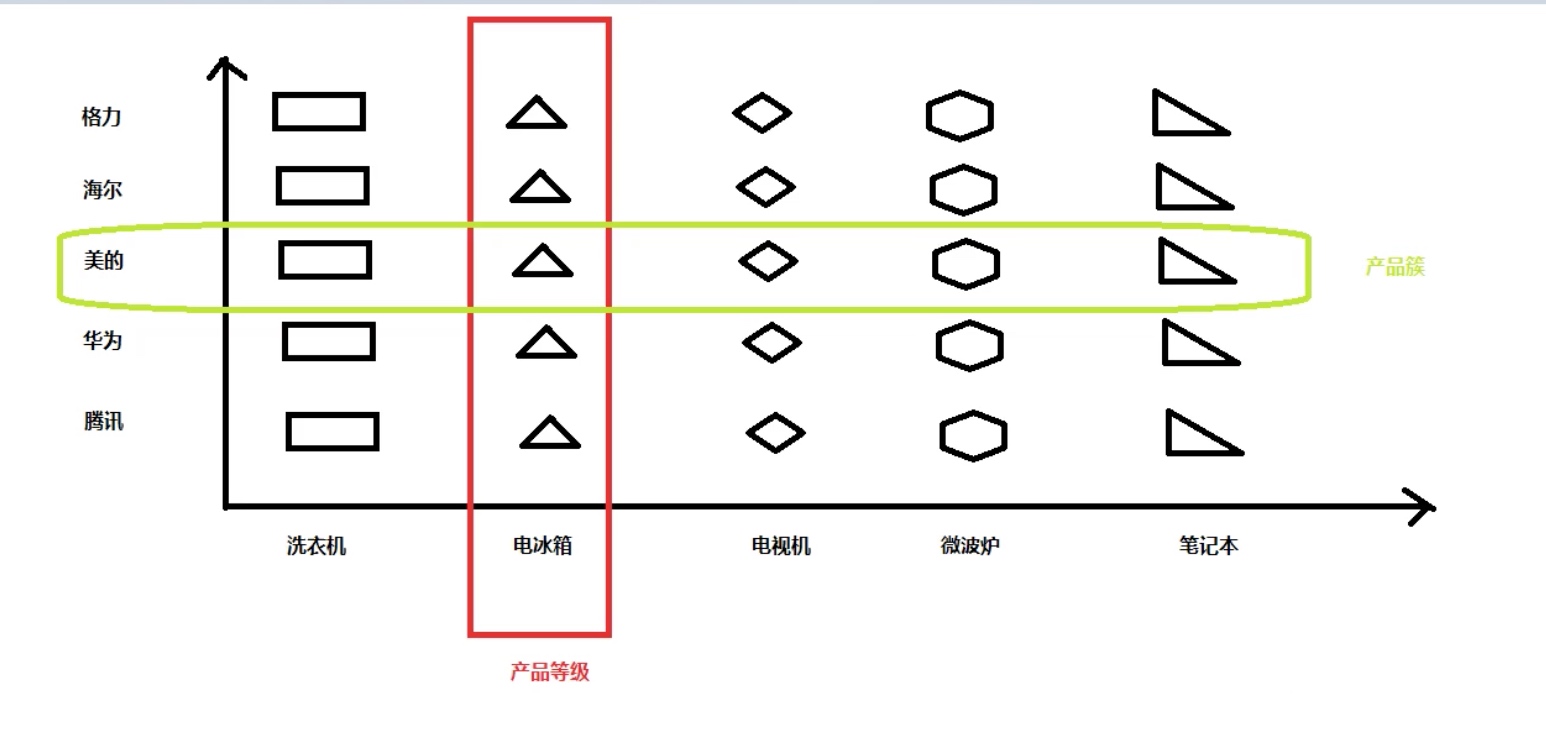 格力
海尔
美的
产品簇
华为
腾讯
洗衣机 电冰箱 电视机 微波炉 笔记本
产品等级